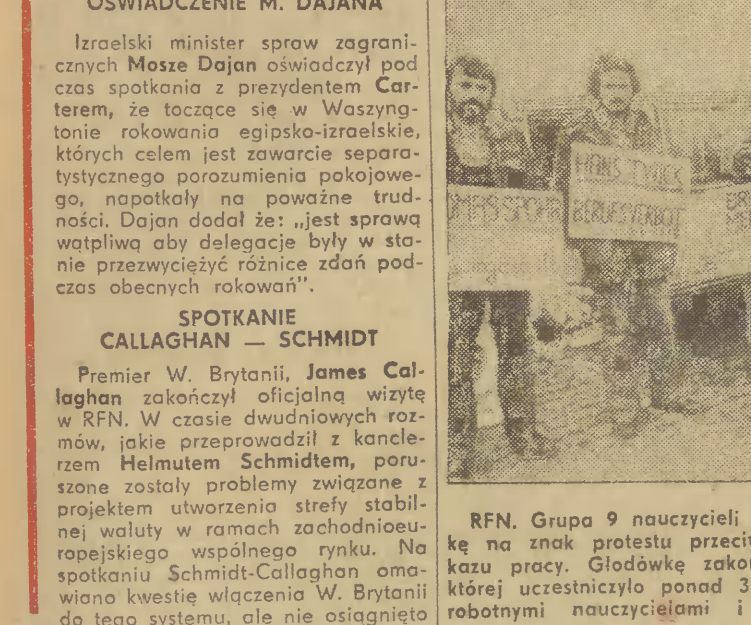 OŚWIADCZENIE M. DAJANA
Izraelski minister spraw zagrani-
cznych Mosze Dajan oświadczył pod
czas spotkania z prezydentem Car-
terem, że toczące się w Waszyng-
tonie rokowania egipsko-izraelskie,
których celem jest zawarcie separa-
tystycznego porozumienia pokojowe-
go, napotkały na poważne trud-
ności. Dajan dodał że: „jest sprawą
wątpliwą aby delegacje były w sta-
nie przezwyciężyć różnice zdań pod-
czas obecnych rokowań”.
SPOTKANIE
CALLAGHAN — SCHMIDT
Premier W. Brytanii, James Cal-
laghan zakończył oficjalną wizytę
w RFN. W czasie dwudniowych roz-
mów, jakie przeprowadził z kancle-
rzem Helmutem Schmidtem, poru-
szone zostały problemy związane z
projektem utworzenia strefy stabil-
nej waluty w ramach zachodnioeu-
ropejskiego wspólnego rynku. Na
spotkaniu Schmidt-Callaghan oma-
wiano kwestię włączenia W. Brytanii
do tego systemu, ale nie osiągnięto
HANS TWICK
BERUFSVERBOT
RFN. Grupa 9 nauczycieli
kę na znak protestu przeciw
kazu pracy. Głodówkę zakoń
której uczestniczyło ponad 3
robotnymi nauczycielami i